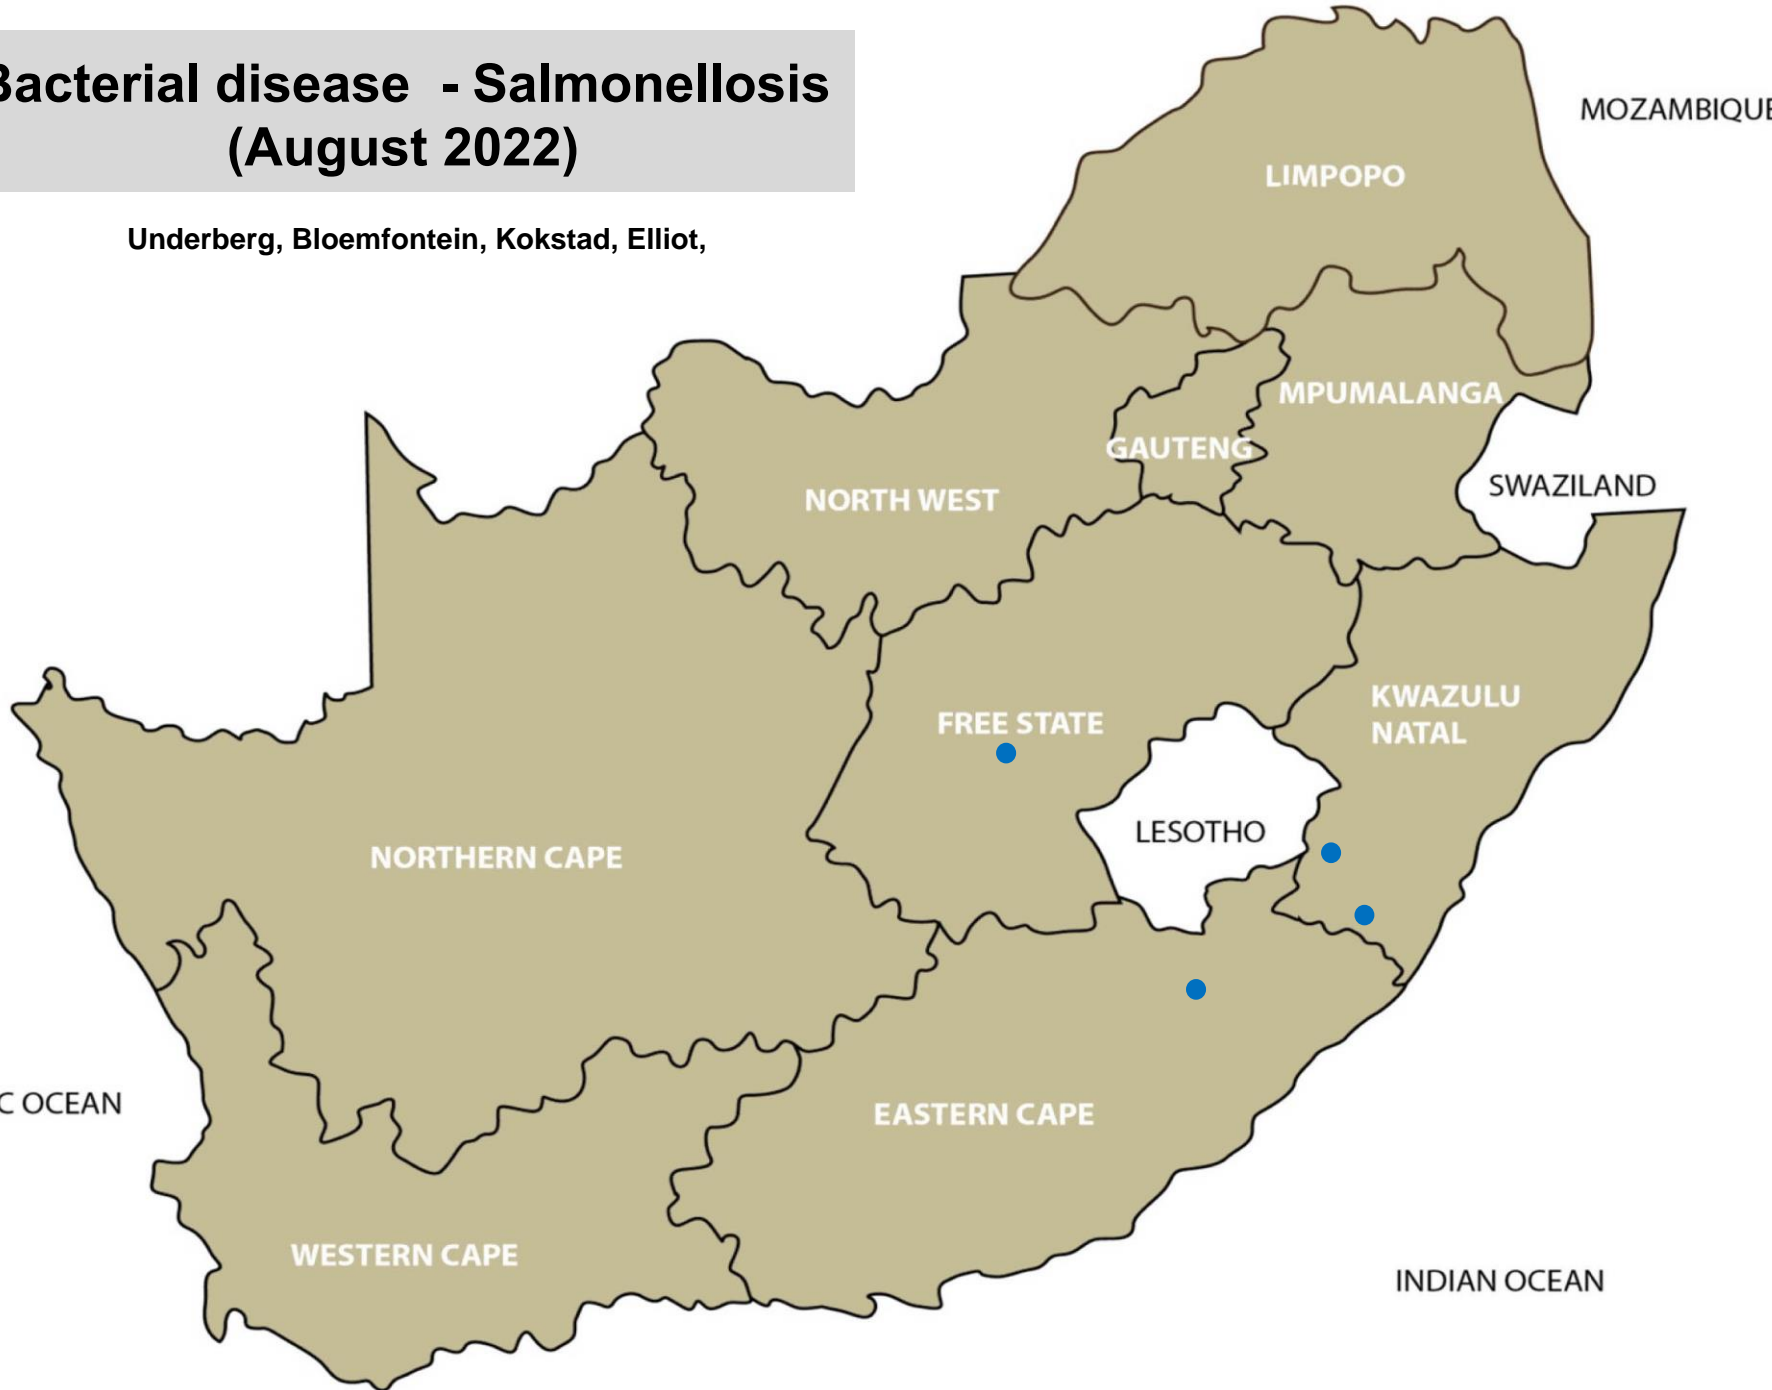 Bacterial disease - Salmonellosis
(August 2022)
Underberg, Bloemfontein, Kokstad, Elliot,
MOZAMBIQUE
LIMPOPO
MPUMALANGA
GAUTENG
SWAZILAND
NORTH WEST
KWAZULU
NATAL
FREE STATE
LESOTHO
NORTHERN CAPE
C OCEAN
EASTERN CAPE
WESTERN CAPE
INDIAN OCEAN